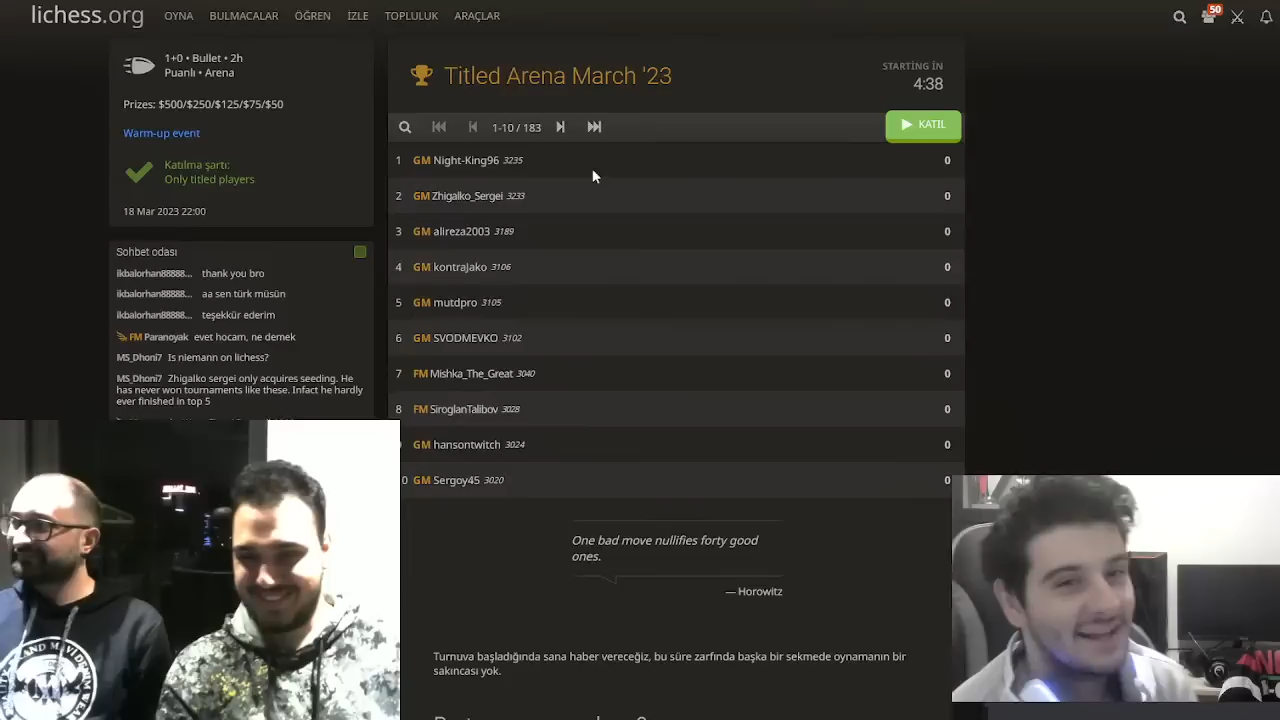 lichess.org OYNA BULMACALAR ÖĞREN İZLE TOPLULUK ARAÇLAR
50
1+0 • Bullet • 2h
Puanlı • Arena
Prizes: $500/$250/$125/$75/$50
Warm-up event
Katılma şartı:
Only titled players
18 Mar 2023 22:00
Sohbet odası
ikbalorhan88888... thank you bro
ikbalorhan88888... aa sen türk müsün
ikbalorhan88888... teşekkür ederim
FM Paranoyak evet hocam, ne demek
MS_Dhoni7 Is niemann on lichess?
MS_Dhoni7 Zhigalko sergei only acquires seeding. He
has never won tournaments like these. Infact he hardly
ever finished in top 5
Titled Arena March '23
STARTİNG İN
4:38
1-10 / 183
KATIL
1 GM Night-King96 3235 0
2 GM Zhigalko_Sergei 3233 0
3 GM alireza2003 3189 0
4 GM kontrajako 3106 0
5 GM mutdpro 3105 0
6 GM SVODMEVKO 3102 0
7 FM Mishka_The_Great 3040 0
8 FM SiroglanTalibov 3028 0
GM hansontwitch 3024 0
0 GM Sergoy45 3020 0
One bad move nullifies forty good
ones.
— Horowitz
Turnuva başladığında sana haber vereceğiz, bu süre zarfında başka bir sekmede oynamanın bir
sakıncası yok.